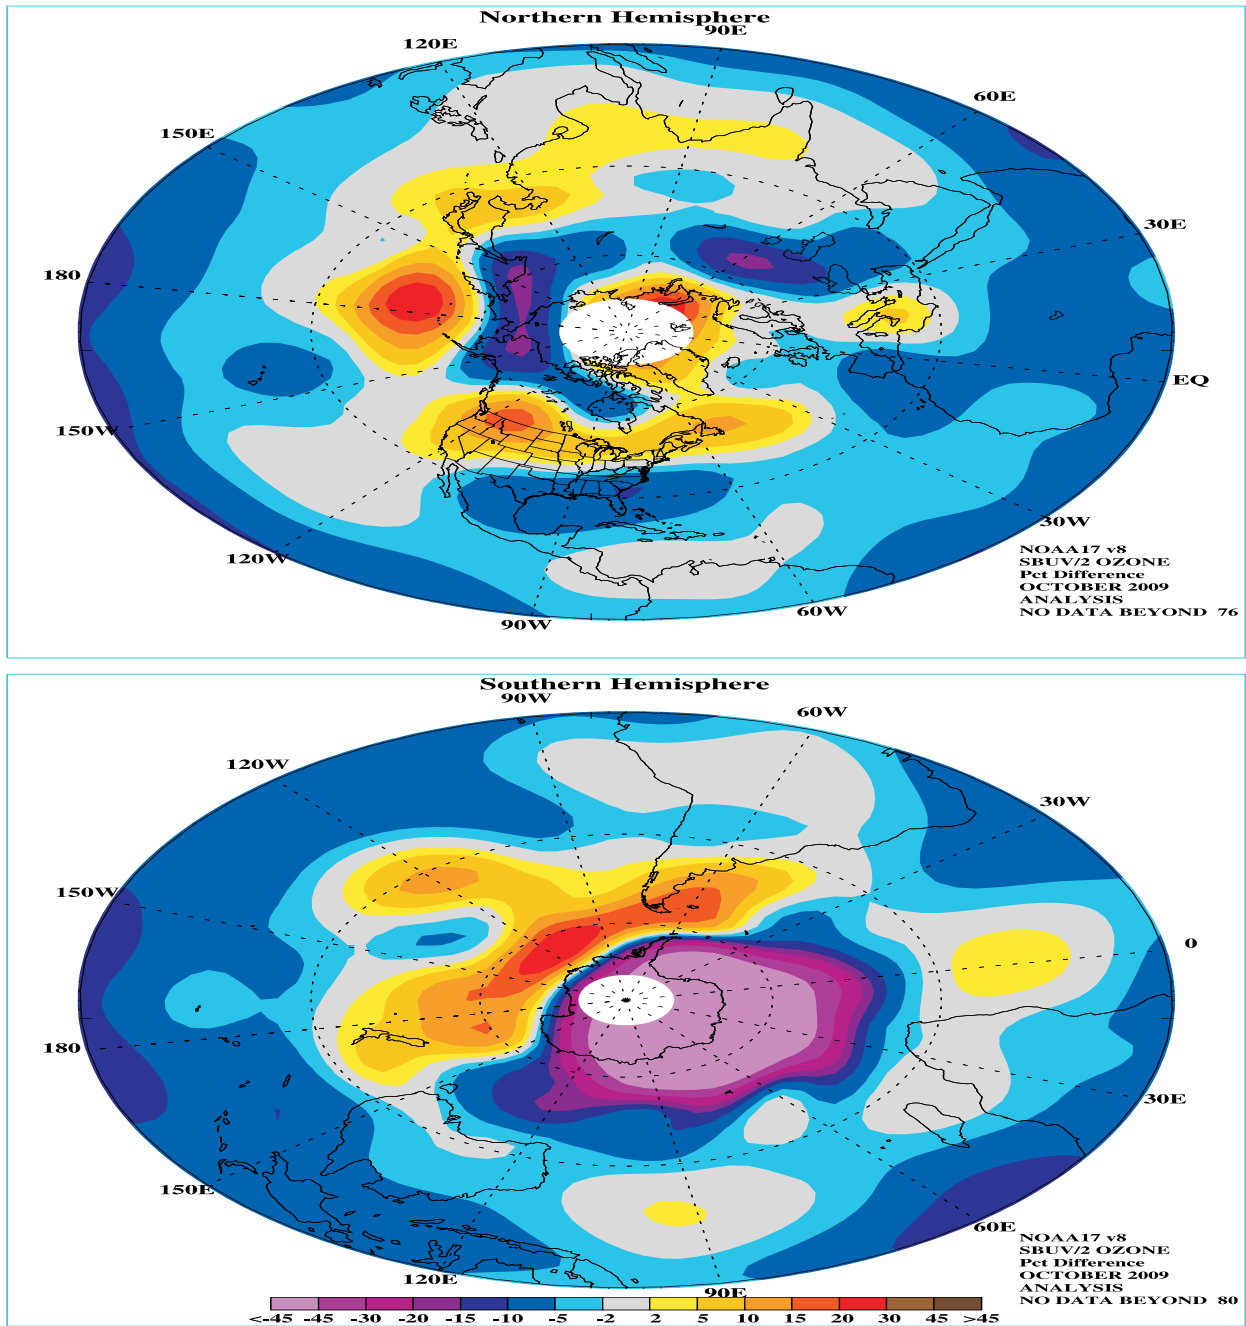 Northern Hemisphere
120E
90E
60E
150E
30E
180
EQ
150W
30W
120W
60W
90W
NOAA17 v8
SBUV/2 OZONE
Pct Difference
OCTOBER 2009
ANALYSIS
NO DATA BEYOND 76
Southern Hemisphere
90W
60W
120W
30W
150W
0
180
30E
150E
60E
120E
90E
NOAA17 v8
SBUV/2 OZONE
Pct Difference
OCTOBER 2009
ANALYSIS
NO DATA BEYOND 80
<-45 -45 -30 -20 -15 -10 -5 -2 2 5 10 15 20 30 45 >45